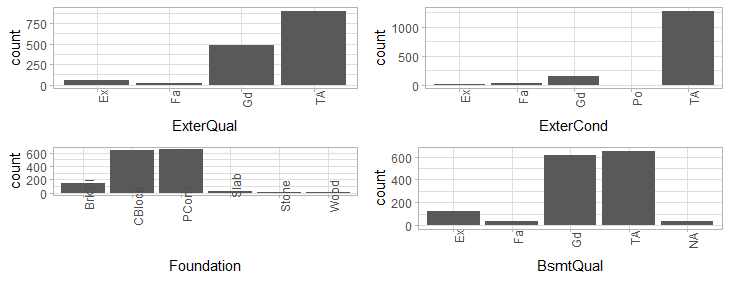 count
750
500
250
0
Ex
Fa
Gd
TA
ExterQual
count
1000
500
0
Ex
Fa
Gd
Po
TA
ExterCond
count
600
400
200
0
CBlock
PConc
Slab
Stone
Wood
Foundation
count
600
400
200
0
Ex
Fa
Gd
TA
NA
BsmtQual